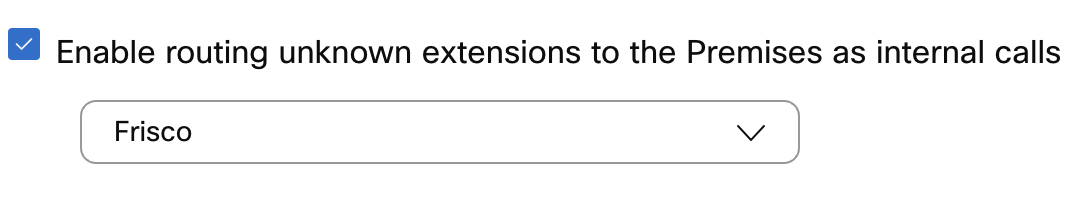 Enable routing unknown extensions to the Premises as internal calls
Frisco